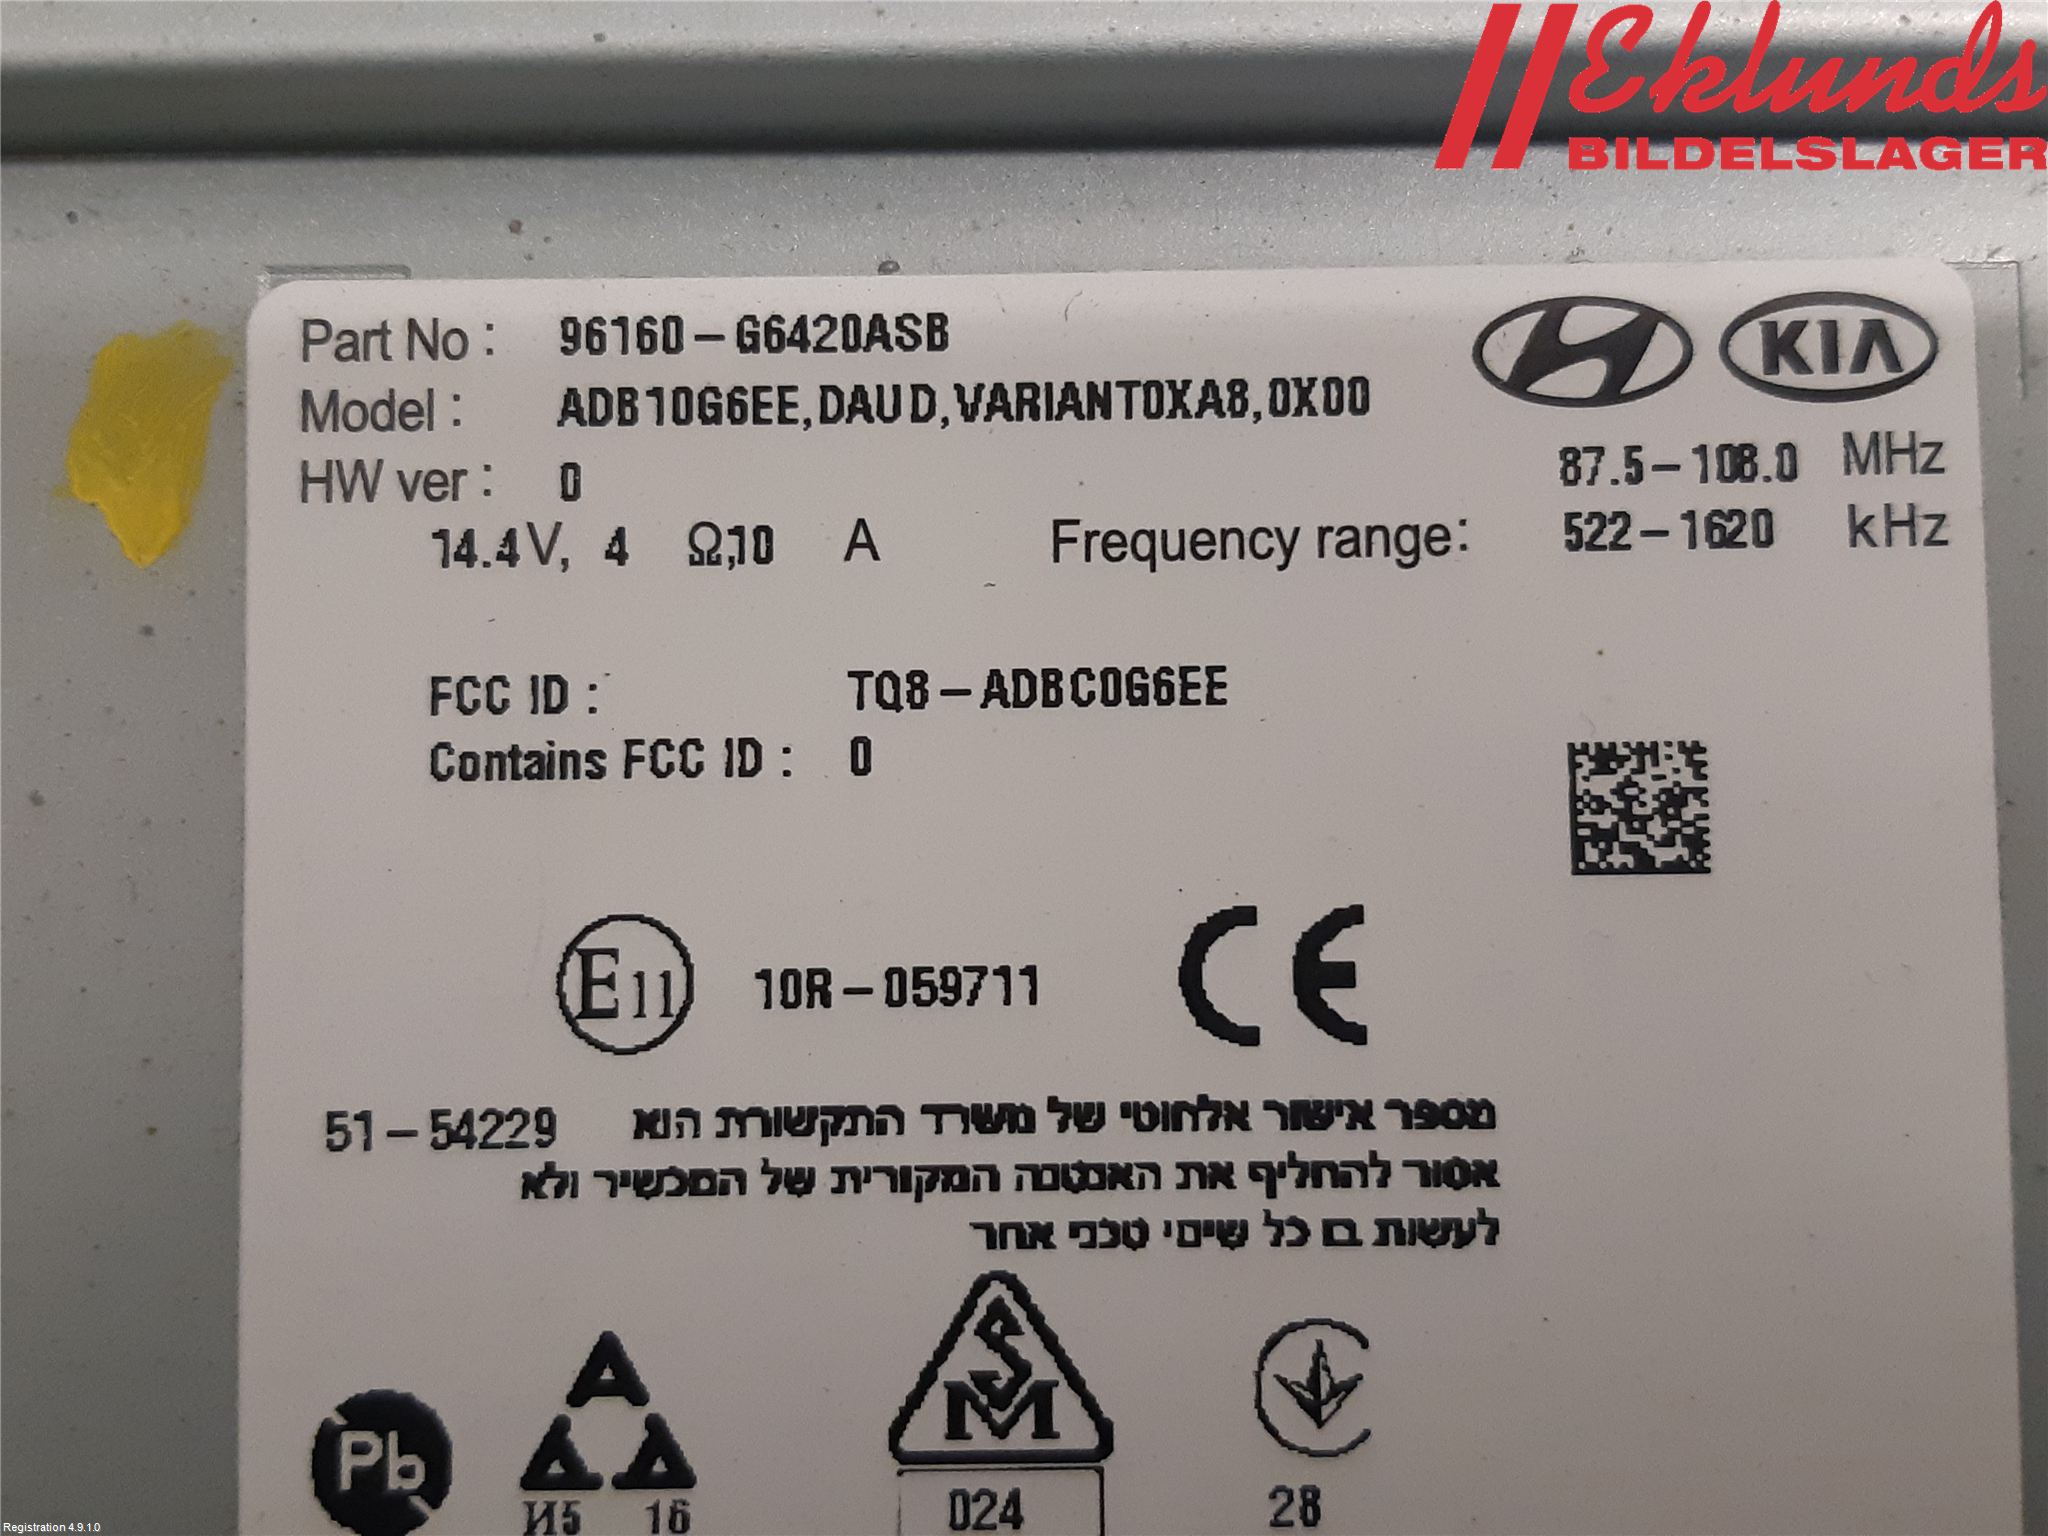 Eklunds
BILDELSLAGER
Part No : 96160-G6420ASB
Model : ADB10G6EE,DAUD,VARIANT0XA8,0X00
KIA
HW ver : 0
87.5-108.0 MHz
14.4V, 4 Ω,10 A Frequency range: 522-1620 kHz
FCC ID : TQ8-ADBC0G6EE
Contains FCC ID : 0
E11 10R-059711 CE
51-54229 מספר אישור אלחוטי של משרד התקשורת הוא
אסור להחליף את האנטנה המקורית של המכשיר ולא
לעשות בו כל שינוי טכני אחר
Pb
SM
И5 16
024
28
Registration 4.9.1.0